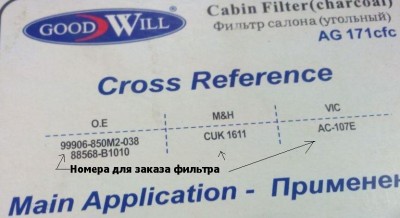 GOOD WILL
Cabin Filter(charcoal)
Фильтр салона (угольный)
AG 171cfc
Cross Reference
O.E M&H VIC
99906-850M2-038 CUK 1611 AC-107E
88568-B1010
Номера для заказа фильтра
Main Application - Применен